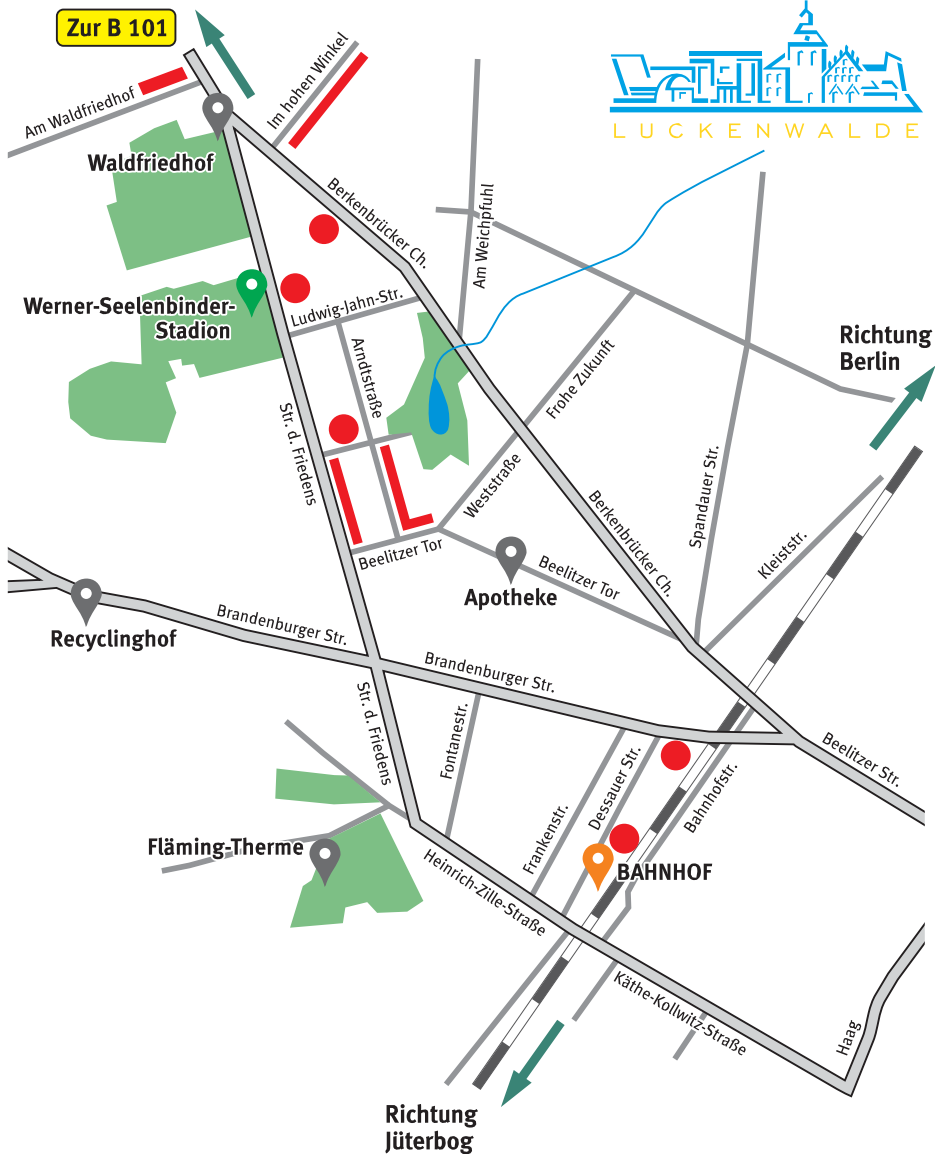 Zur B 101
LUCKENWALDE
Am Waldfriedhof
Im hohen Winkel
Waldfriedhof
Berkenbrücker Ch.
Am Weichpfuhl
Werner-Seelenbinder-
Stadion
Ludwig-Jahn-Str.
Richtung
Berlin
Arndtstraße
Frohe Zukunft
Str. d. Friedens
Weststraße
Spandauer Str.
Beelitzer Tor
Berkenbrücker Ch.
Kleiststr.
Apotheke
Beelitzer Tor
Recyclinghof
Brandenburger Str.
Brandenburger Str.
Str. d. Friedens
Fontanestr.
Dessauer Str.
Bahnhofstr.
Beelitzer Str.
Frankenstr.
Fläming-Therme
Heinrich-Zille-Straße
BAHNHOF
Käthe-Kollwitz-Straße
Haag
Richtung
Jüterbog